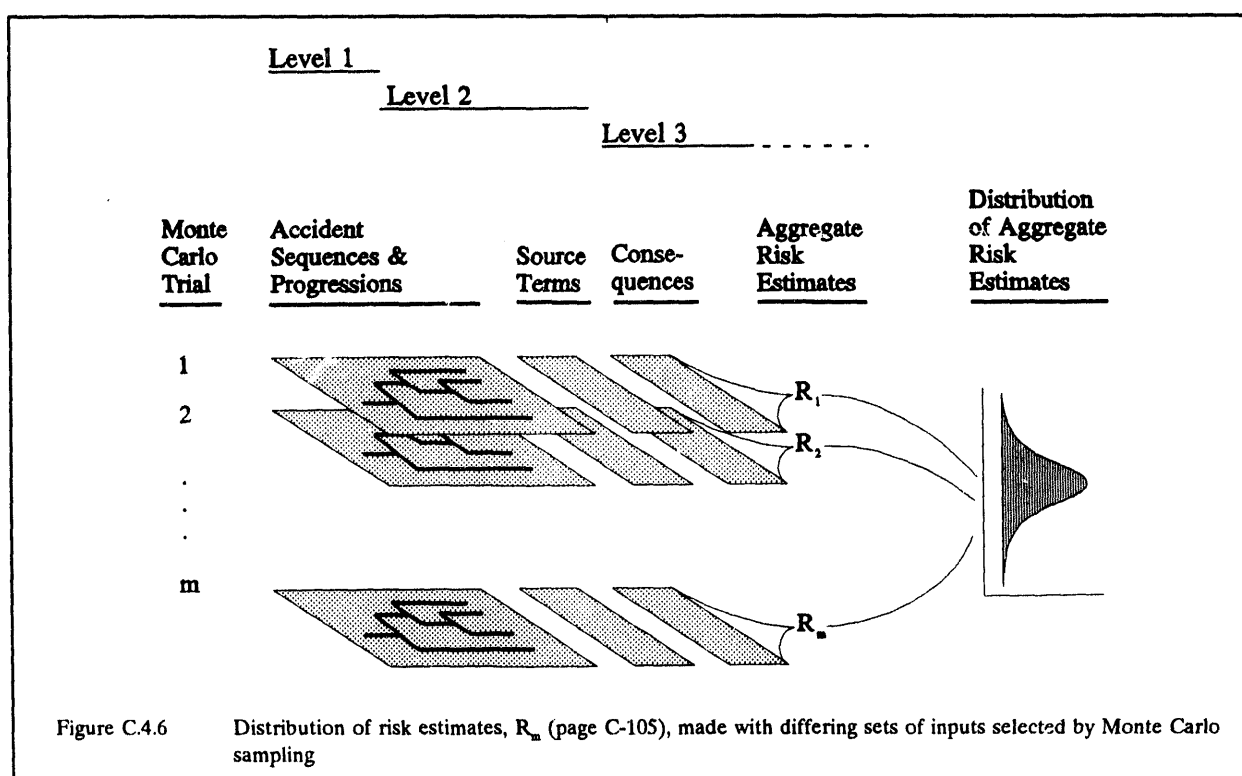 Level 1
Level 2
Level 3
Monte Carlo Trial
Accident Sequences & Progressions
Source Terms
Conse-quences
Aggregate Risk Estimates
Distribution of Aggregate Risk Estimates
1
R₁
2
R₂
.
.
.
m
Rₘ
Figure C.4.6 Distribution of risk estimates, Rₘ (page C-105), made with differing sets of inputs selected by Monte Carlo
sampling